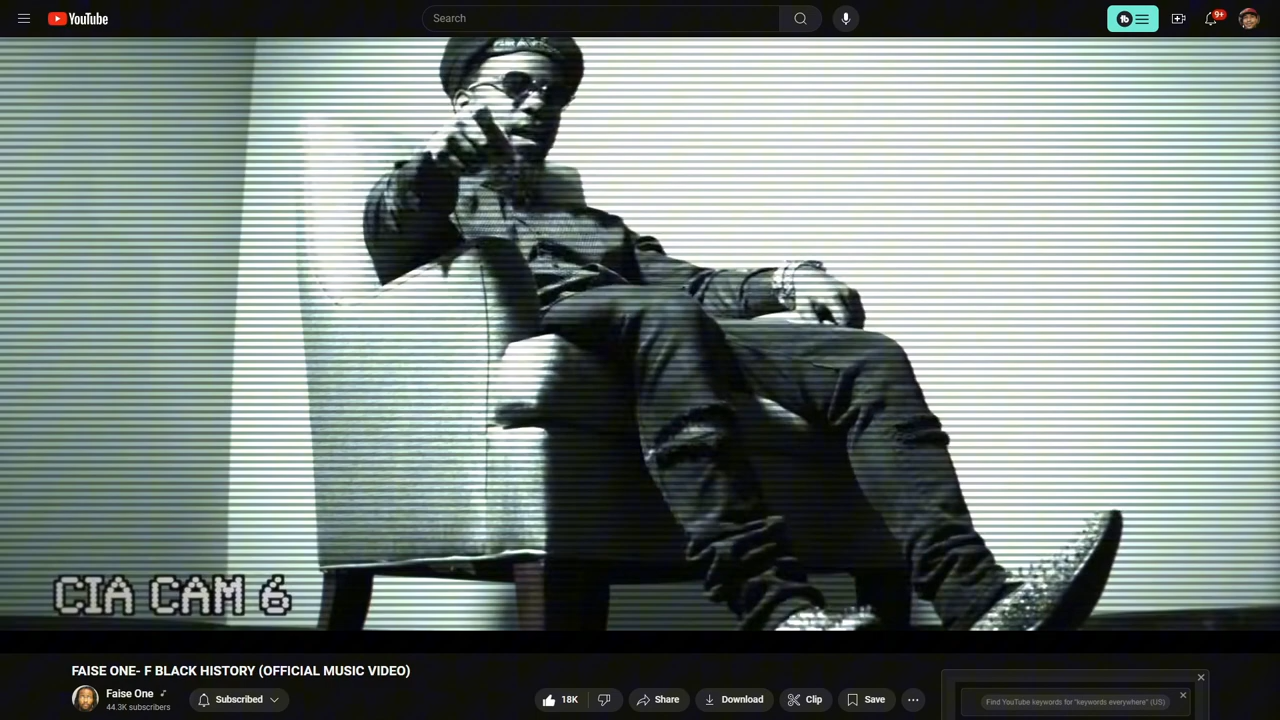 YouTube
Search
9+
CIA CAM 6
FAISE ONE- F BLACK HISTORY (OFFICIAL MUSIC VIDEO)
Faise One
44.3K subscribers
Subscribed
18K
Share
Download
Clip
Save
Find YouTube keywords for "keywords everywhere" (US)